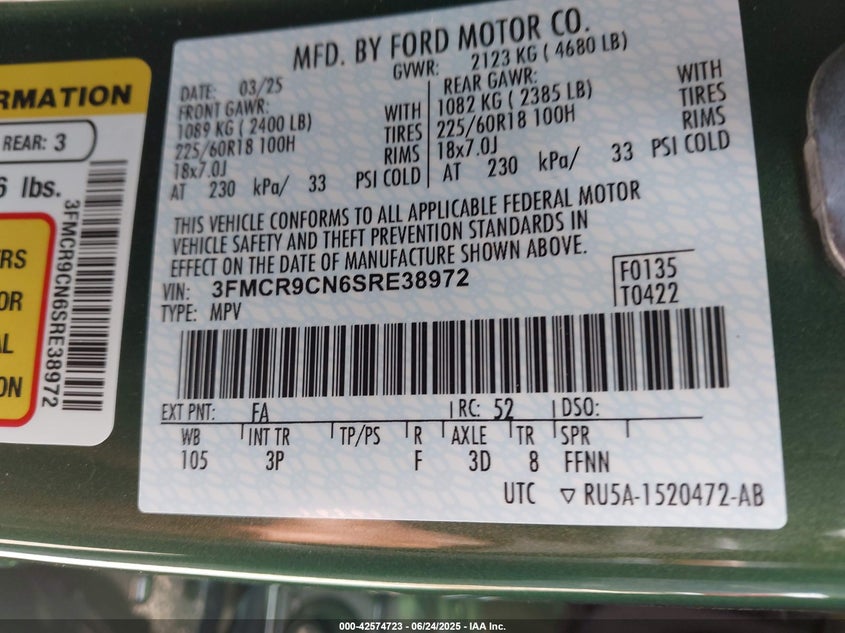 RMATION
REAR: 3
6 lbs.
RS
OR
AL
ON
3FMCR9CN6SRE38972
MFD. BY FORD MOTOR CO.
GVWR: 2123 KG ( 4680 LB)
DATE: 03/25
FRONT GAWR: WITH
1089 KG ( 2400 LB) TIRES
225/60R18 100H RIMS
18x7.0J
AT 230 kPa/ 33 PSI COLD
REAR GAWR: WITH
1082 KG ( 2385 LB) TIRES
225/60R18 100H RIMS
18x7.0J
AT 230 kPa/ 33 PSI COLD
THIS VEHICLE CONFORMS TO ALL APPLICABLE FEDERAL MOTOR
VEHICLE SAFETY AND THEFT PREVENTION STANDARDS IN
EFFECT ON THE DATE OF MANUFACTURE SHOWN ABOVE.
VIN: 3FMCR9CN6SRE38972
TYPE: MPV
F0135
T0422
EXT PNT: FA RC: 52 DSO:
WB INT TR TP/PS R AXLE TR SPR
105 3P F 3D 8 FFNN
UTC ▽ RU5A-1520472-AB
000-42574723 - 06/24/2025 - IAA Inc.